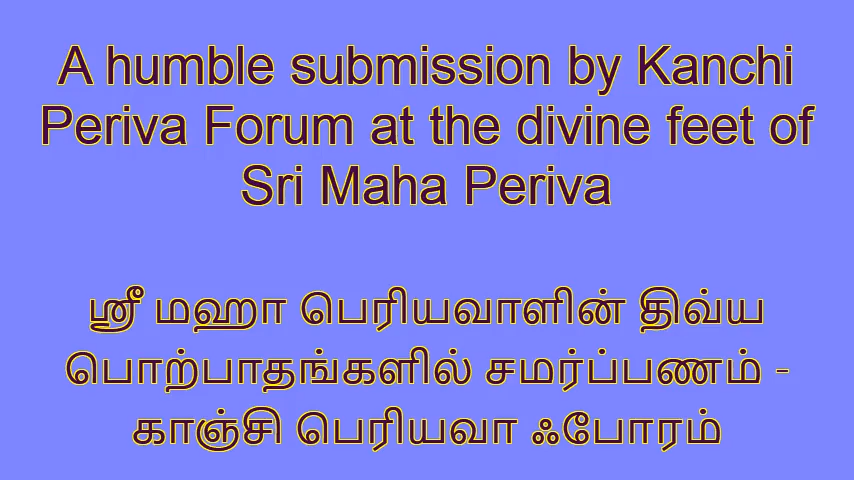 A humble submission by Kanchi
Periva Forum at the divine feet of
Sri Maha Periva
ஸ்ரீ மஹா பெரியவாளின் திவ்ய
பொற்பாதங்களில் சமர்ப்பணம் -
காஞ்சி பெரியவா ஃபோரம்